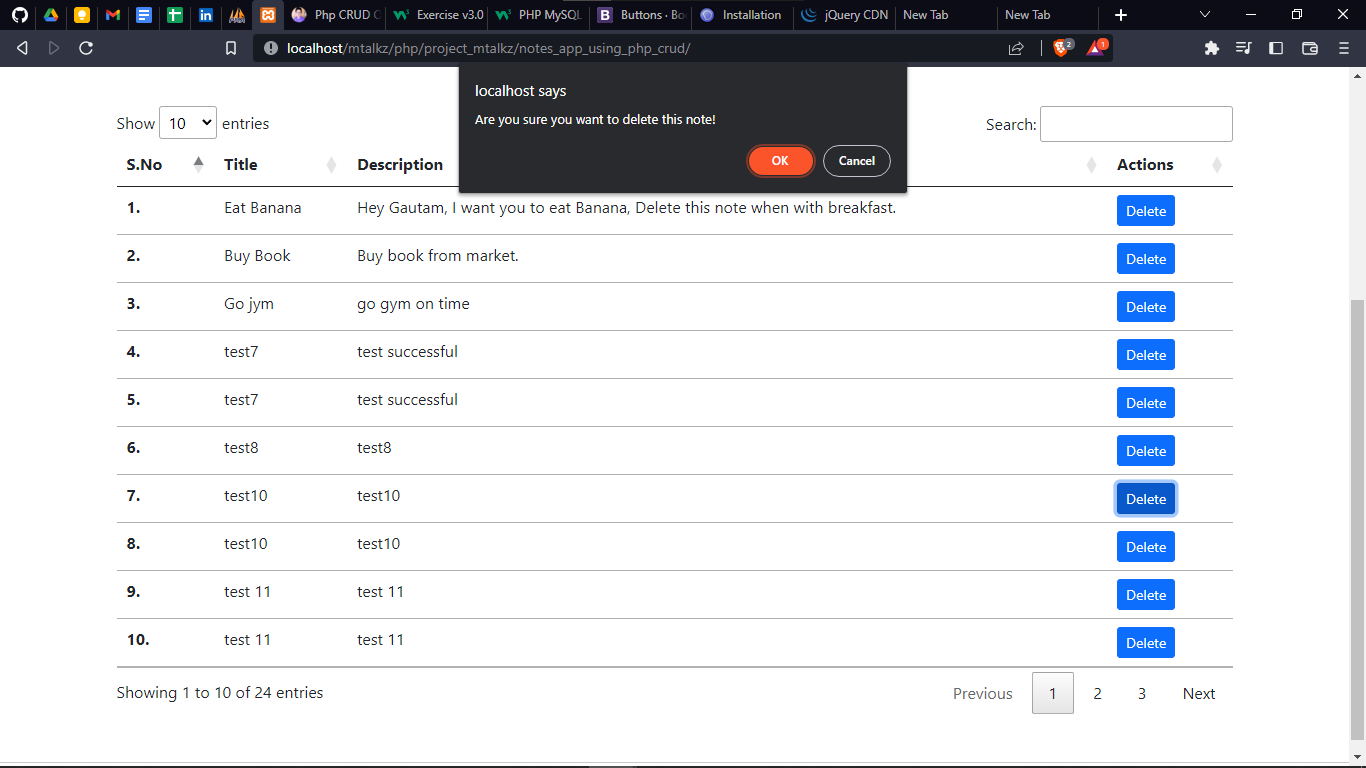 Php CRUD C
Exercise v3.0
PHP MySQL
Buttons · Boo
Installation
jQuery CDN
New Tab
New Tab
localhost/mtalkz/php/project_mtalkz/notes_app_using_php_crud/
2
1
localhost says
Are you sure you want to delete this note!
OK Cancel
Show 10 entries
Search:
S.No Title Description Actions
1. Eat Banana Hey Gautam, I want you to eat Banana, Delete this note when with breakfast. Delete
2. Buy Book Buy book from market. Delete
3. Go jym go gym on time Delete
4. test7 test successful Delete
5. test7 test successful Delete
6. test8 test8 Delete
7. test10 test10 Delete
8. test10 test10 Delete
9. test 11 test 11 Delete
10. test 11 test 11 Delete
Showing 1 to 10 of 24 entries
Previous 1 2 3 Next